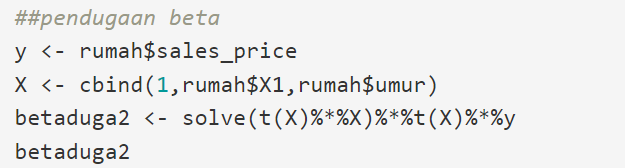 ##pendugaan beta
y <- rumah$sales_price
X <- cbind(1,rumah$X1,rumah$umur)
betaduga2 <- solve(t(X)%*%X)%*%t(X)%*%y
betaduga2